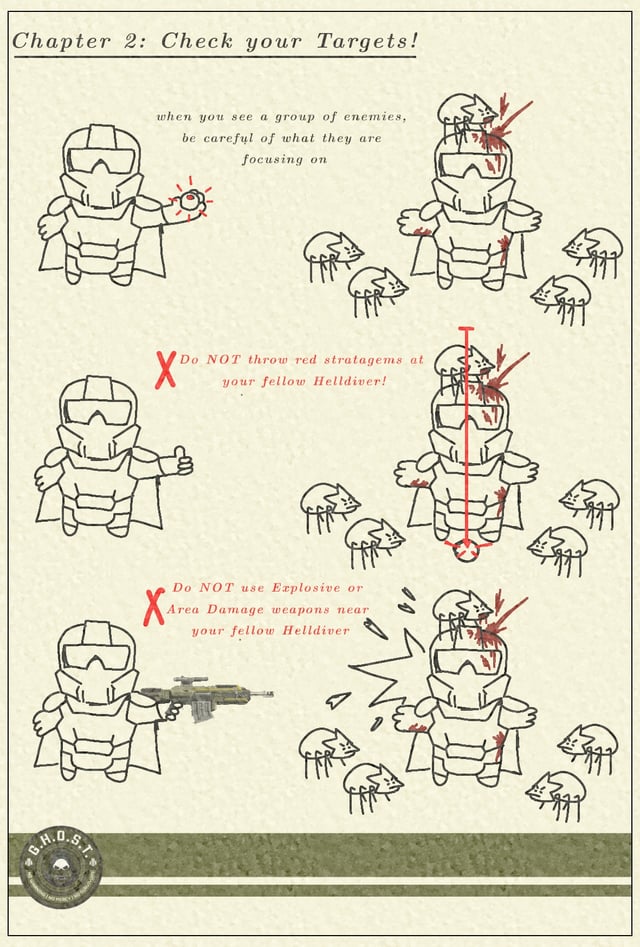 Chapter 2: Check your Targets!
when you see a group of enemies,
be careful of what they are
focusing on
Do NOT throw red stratagems at
your fellow Helldiver!
Do NOT use Explosive or
Area Damage weapons near
your fellow Helldiver
G.H.O.S.T.